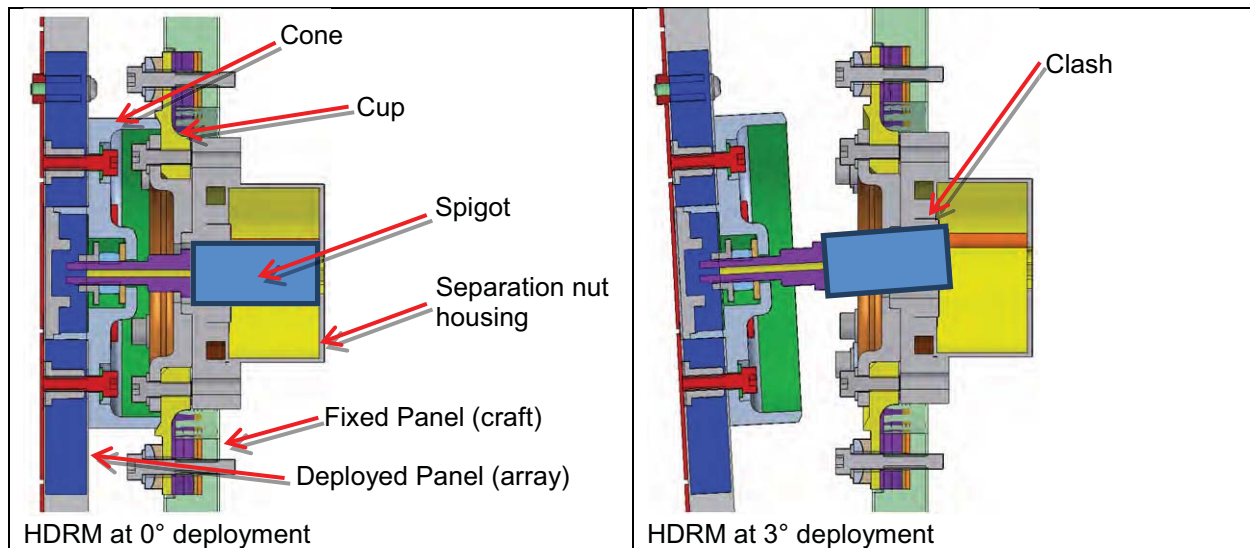 Cone
Cup
Spigot
Separation nut
housing
Fixed Panel (craft)
Deployed Panel (array)
HDRM at 0° deployment
Clash
HDRM at 3° deployment